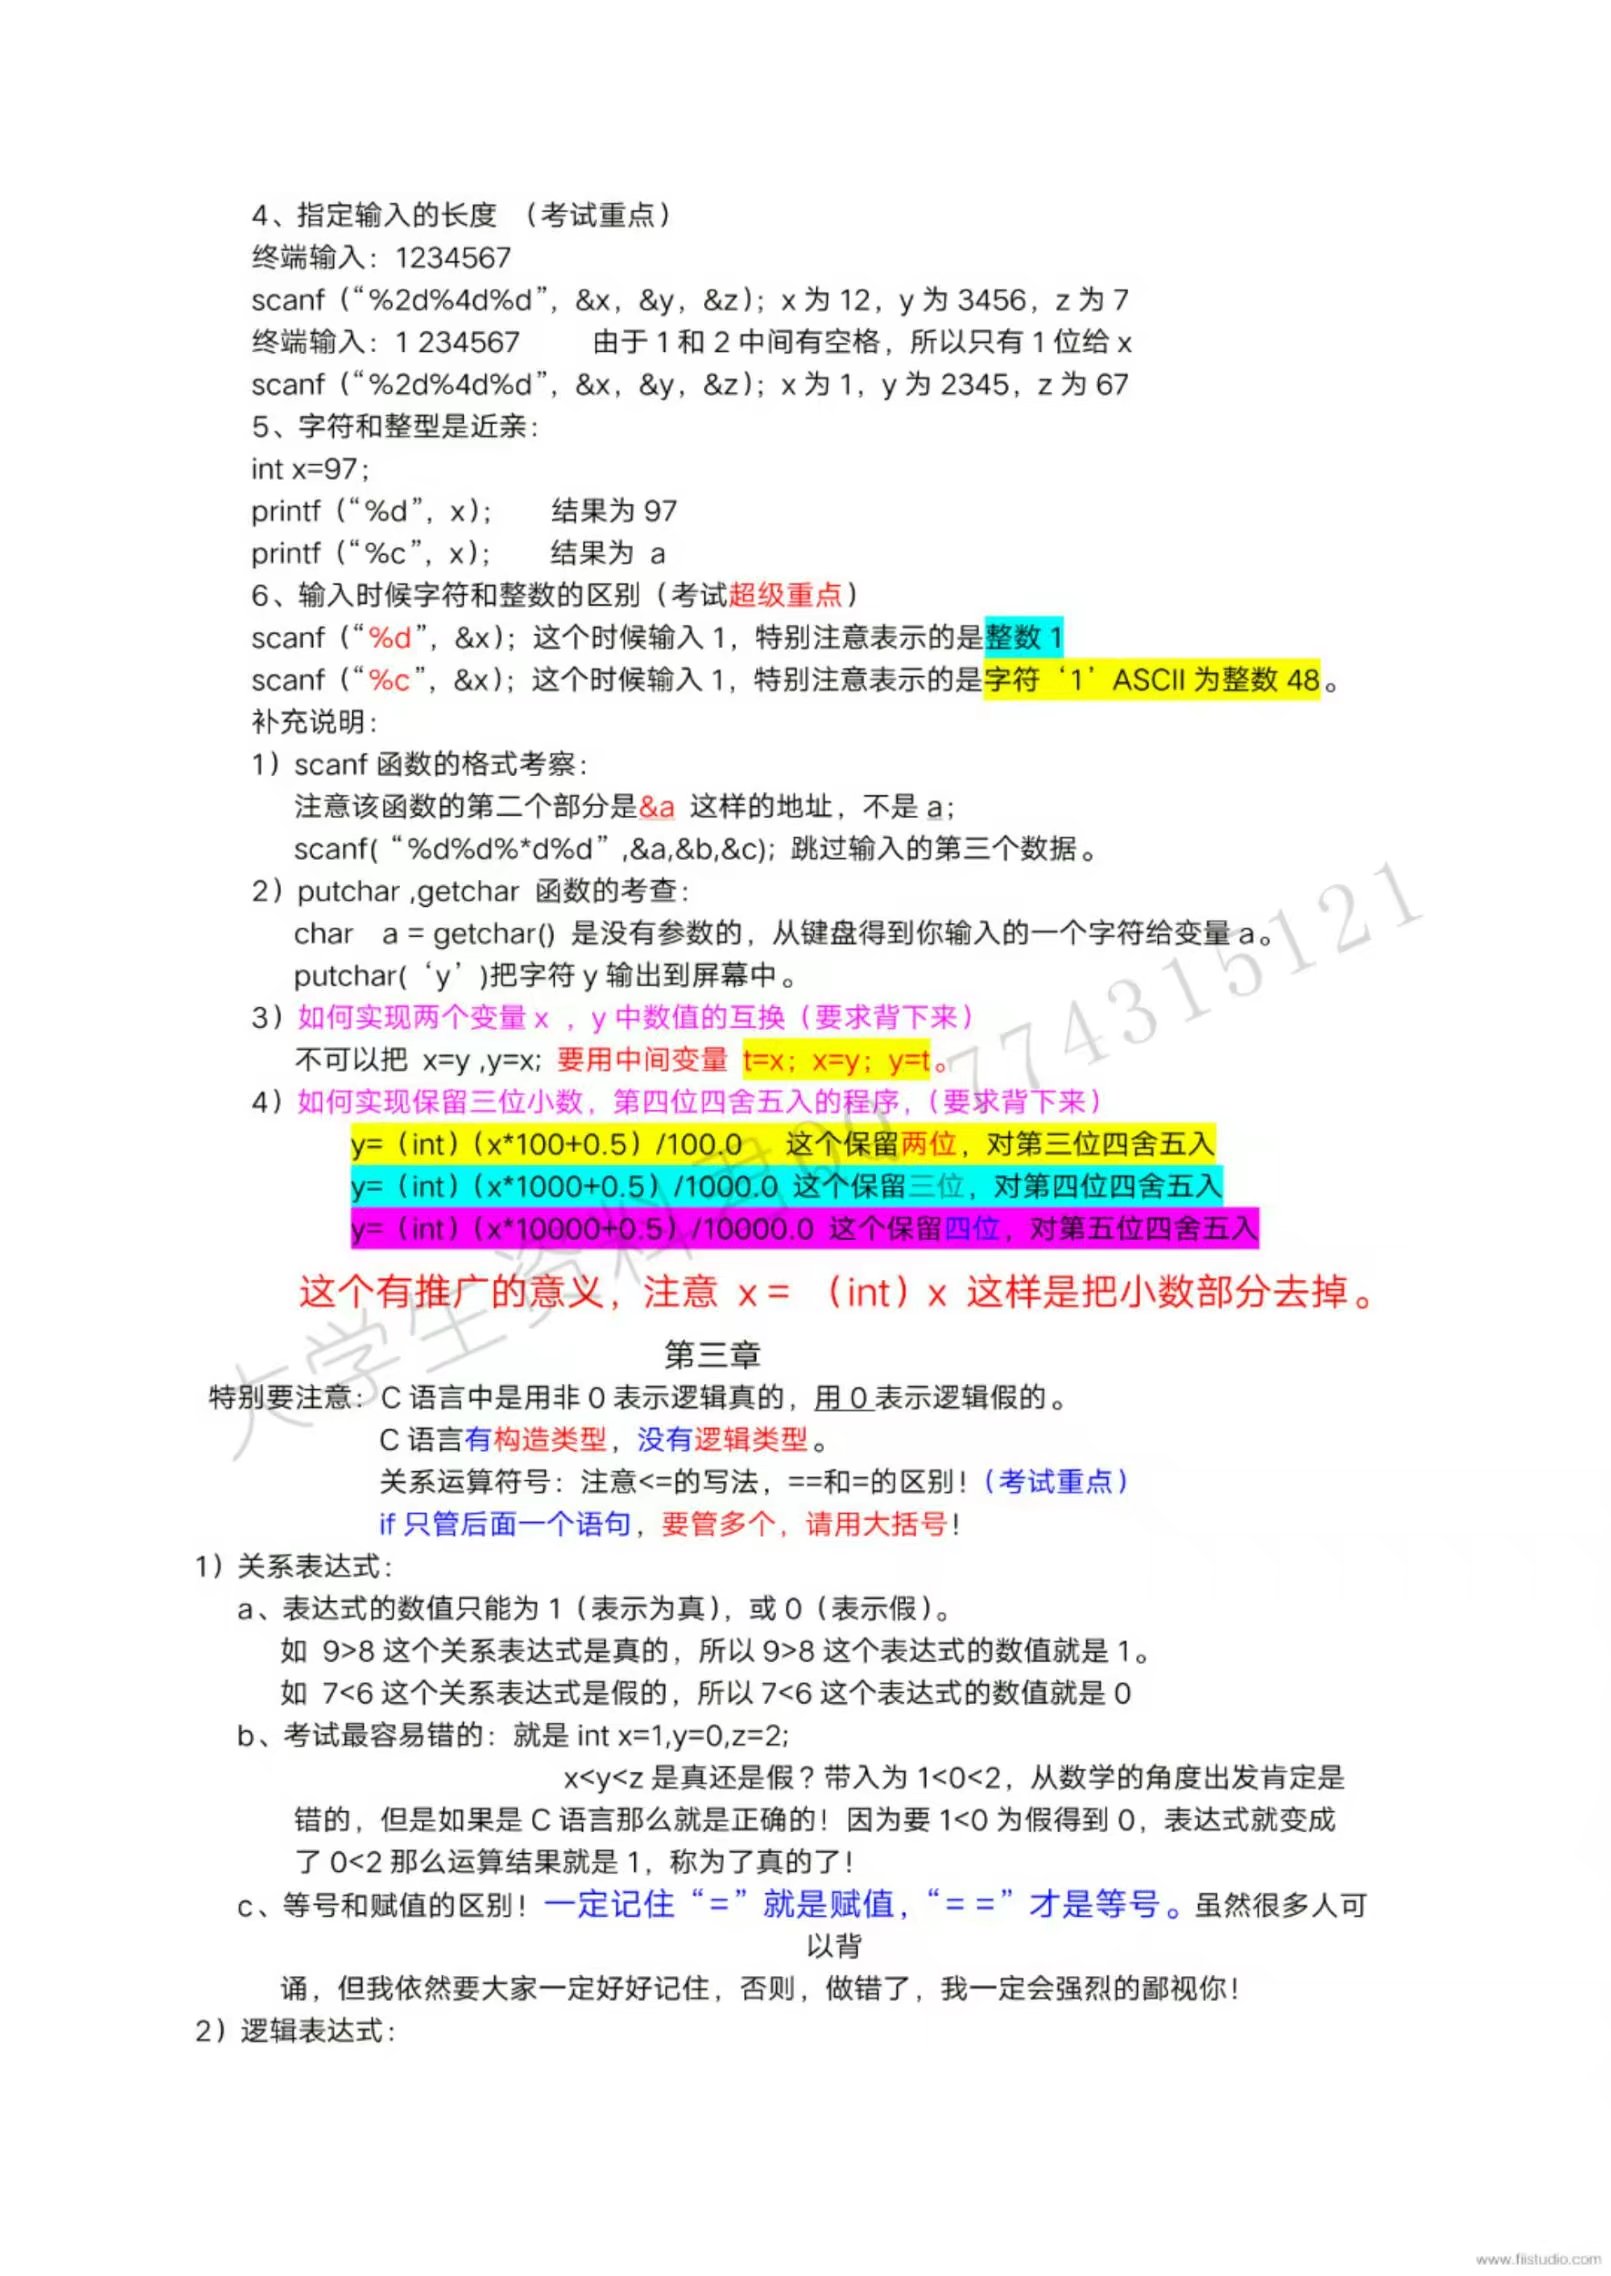 4、指定输入的长度 （考试重点）
终端输入：1234567
scanf（“%2d%4d%d”，&x，&y，&z）；x 为 12，y 为 3456，z 为 7
终端输入：1 234567 由于 1 和 2 中间有空格，所以只有 1 位给 x
scanf（“%2d%4d%d”，&x，&y，&z）；x 为 1，y 为 2345，z 为 67
5、字符和整型是近亲：
int x=97；
printf（“%d”，x）； 结果为 97
printf（“%c”，x）； 结果为 a
6、输入时候字符和整数的区别（考试超级重点）
scanf（“%d”，&x）；这个时候输入 1，特别注意表示的是整数 1
scanf（“%c”，&x）；这个时候输入 1，特别注意表示的是字符‘1’ASCII 为整数 48。
补充说明：
1）scanf 函数的格式考察：
注意该函数的第二个部分是&a 这样的地址，不是 a；
scanf(“%d%d%*d%d”,&a,&b,&c); 跳过输入的第三个数据。
2）putchar ,getchar 函数的考查：
char a = getchar() 是没有参数的，从键盘得到你输入的一个字符给变量 a。
putchar(‘y’)把字符 y 输出到屏幕中。
3）如何实现两个变量 x ，y 中数值的互换（要求背下来）
不可以把 x=y ,y=x; 要用中间变量 t=x；x=y；y=t。
4）如何实现保留三位小数，第四位四舍五入的程序，（要求背下来）
y=（int）（x*100+0.5）/100.0 这个保留两位，对第三位四舍五入
y=（int）（x*1000+0.5）/1000.0 这个保留三位，对第四位四舍五入
y=（int）（x*10000+0.5）/10000.0 这个保留四位，对第五位四舍五入
这个有推广的意义，注意 x = （int）x 这样是把小数部分去掉。
第三章
特别要注意：C 语言中是用非 0 表示逻辑真的，用 0 表示逻辑假的。
C 语言有构造类型，没有逻辑类型。
关系运算符号：注意<=的写法，==和=的区别！（考试重点）
if 只管后面一个语句，要管多个，请用大括号！
1）关系表达式：
a、表达式的数值只能为 1（表示为真），或 0（表示假）。
如 9>8 这个关系表达式是真的，所以 9>8 这个表达式的数值就是 1。
如 7<6 这个关系表达式是假的，所以 7<6 这个表达式的数值就是 0
b、考试最容易错的：就是 int x=1,y=0,z=2;
x<y<z 是真还是假？带入为 1<0<2，从数学的角度出发肯定是
错的，但是如果是 C 语言那么就是正确的！因为要 1<0 为假得到 0，表达式就变成
了 0<2 那么运算结果就是 1，称为了真的了！
c、等号和赋值的区别！一定记住“=”就是赋值，“= =”才是等号。虽然很多人可
以背
诵，但我依然要大家一定好好记住，否则，做错了，我一定会强烈的鄙视你！
2）逻辑表达式：
大学生资料君QQ 774315121
www.fiistudio.com